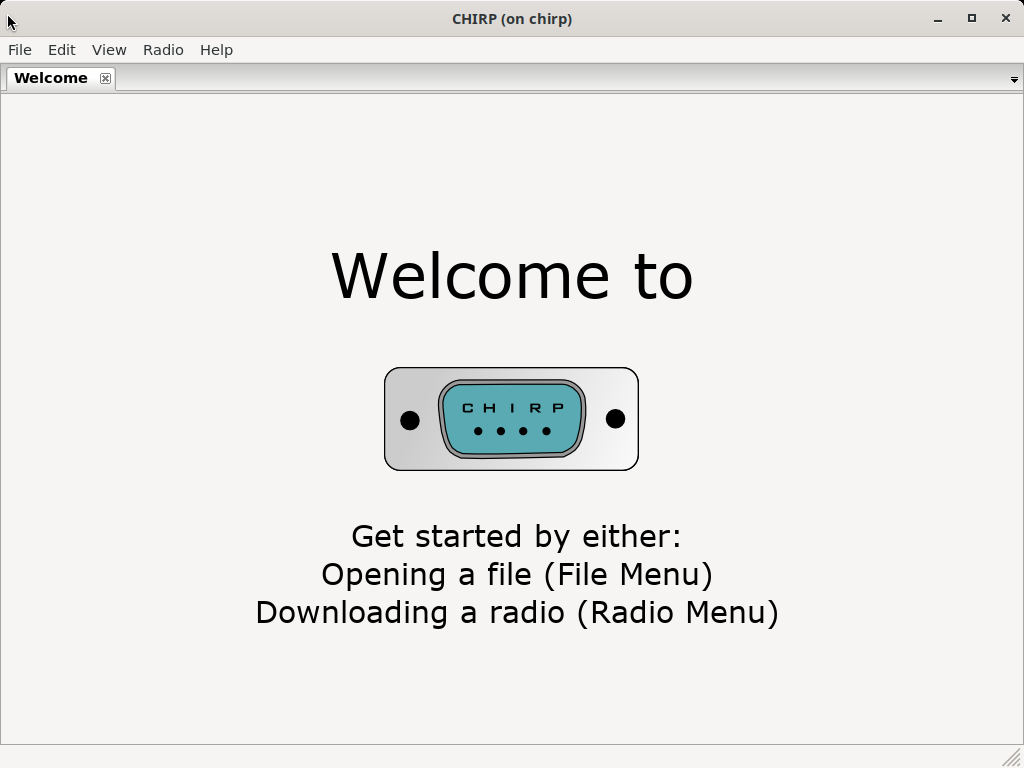 CHIRP (on chirp)
File Edit View Radio Help
Welcome
Welcome to
CHIRP
Get started by either:
Opening a file (File Menu)
Downloading a radio (Radio Menu)